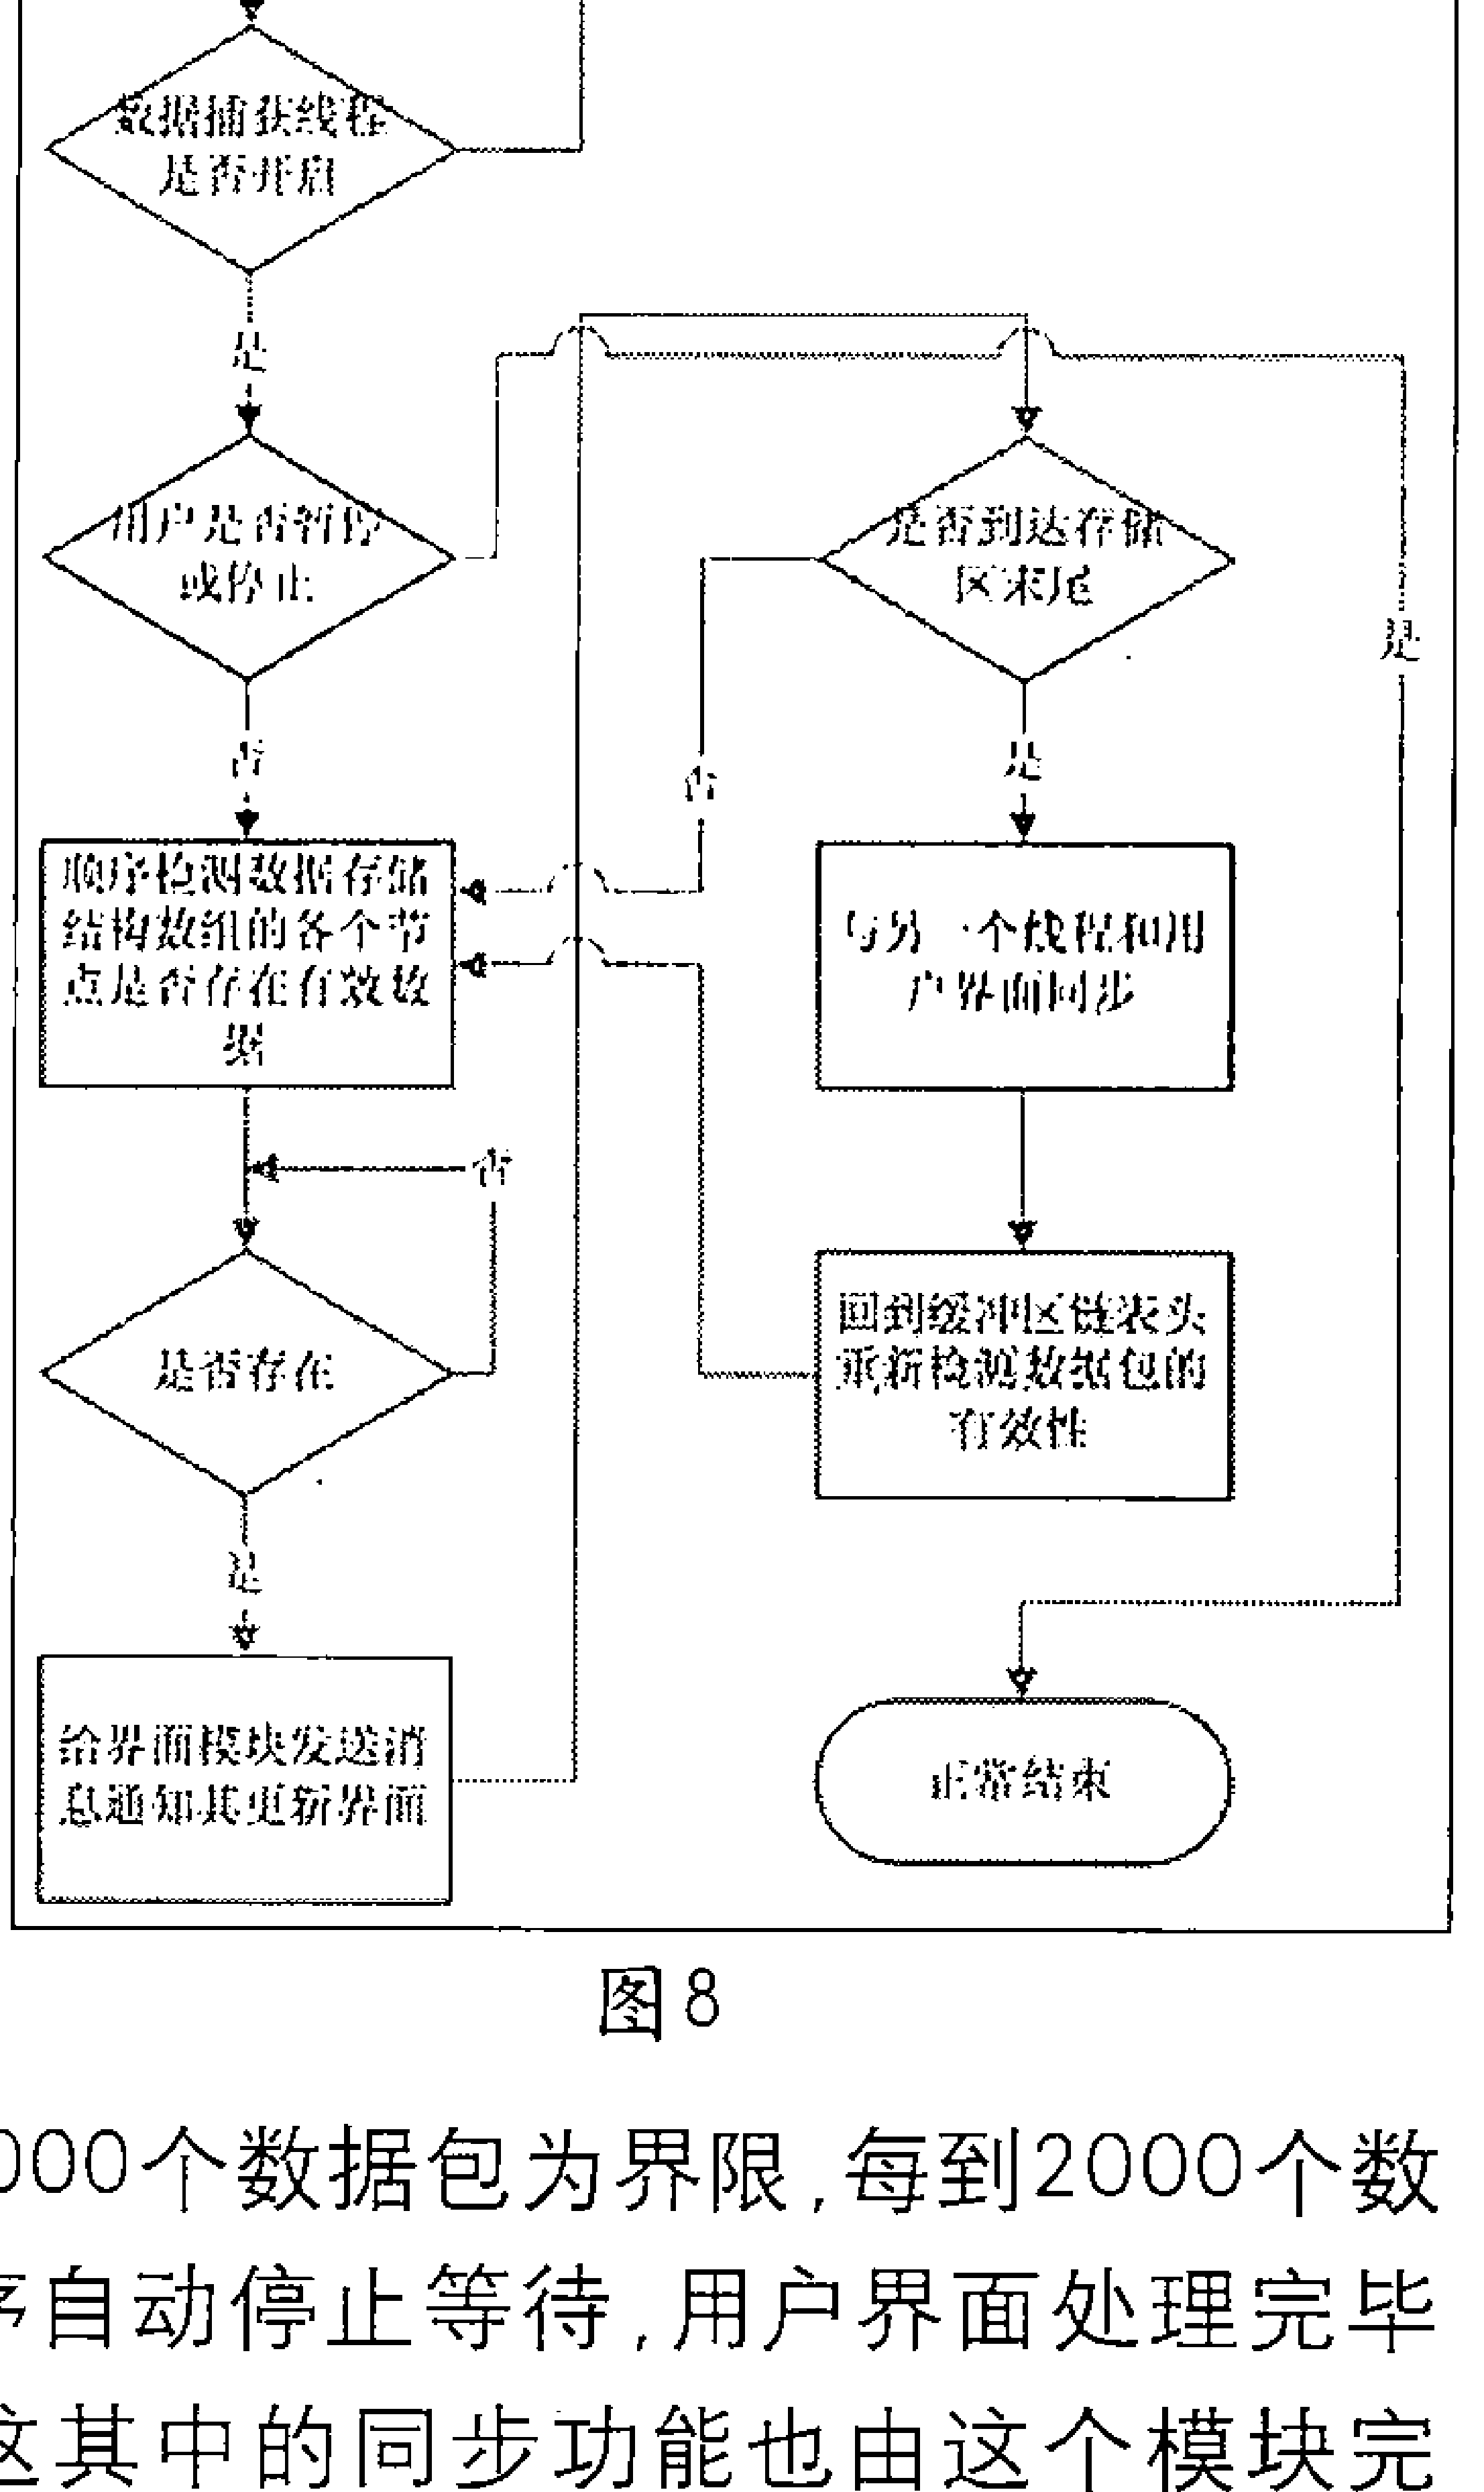 数据捕获线程
是否开启
是
用户是否暂停
或停止
否
顺序检测数据存储
结构数组的各个节
点是否存在有效数
据
否
是否存在
是
给界面模块发送消
息通知其更新界面
是否到达存储
区末尾
否
是
与另一个线程和用
户界面同步
回到缓冲区链表头
重新检测数据包的
有效性
是
正常结束
图8
000个数据包为界限,每到2000个数
序自动停止等待,用户界面处理完毕
这其中的同步功能也由这个模块完